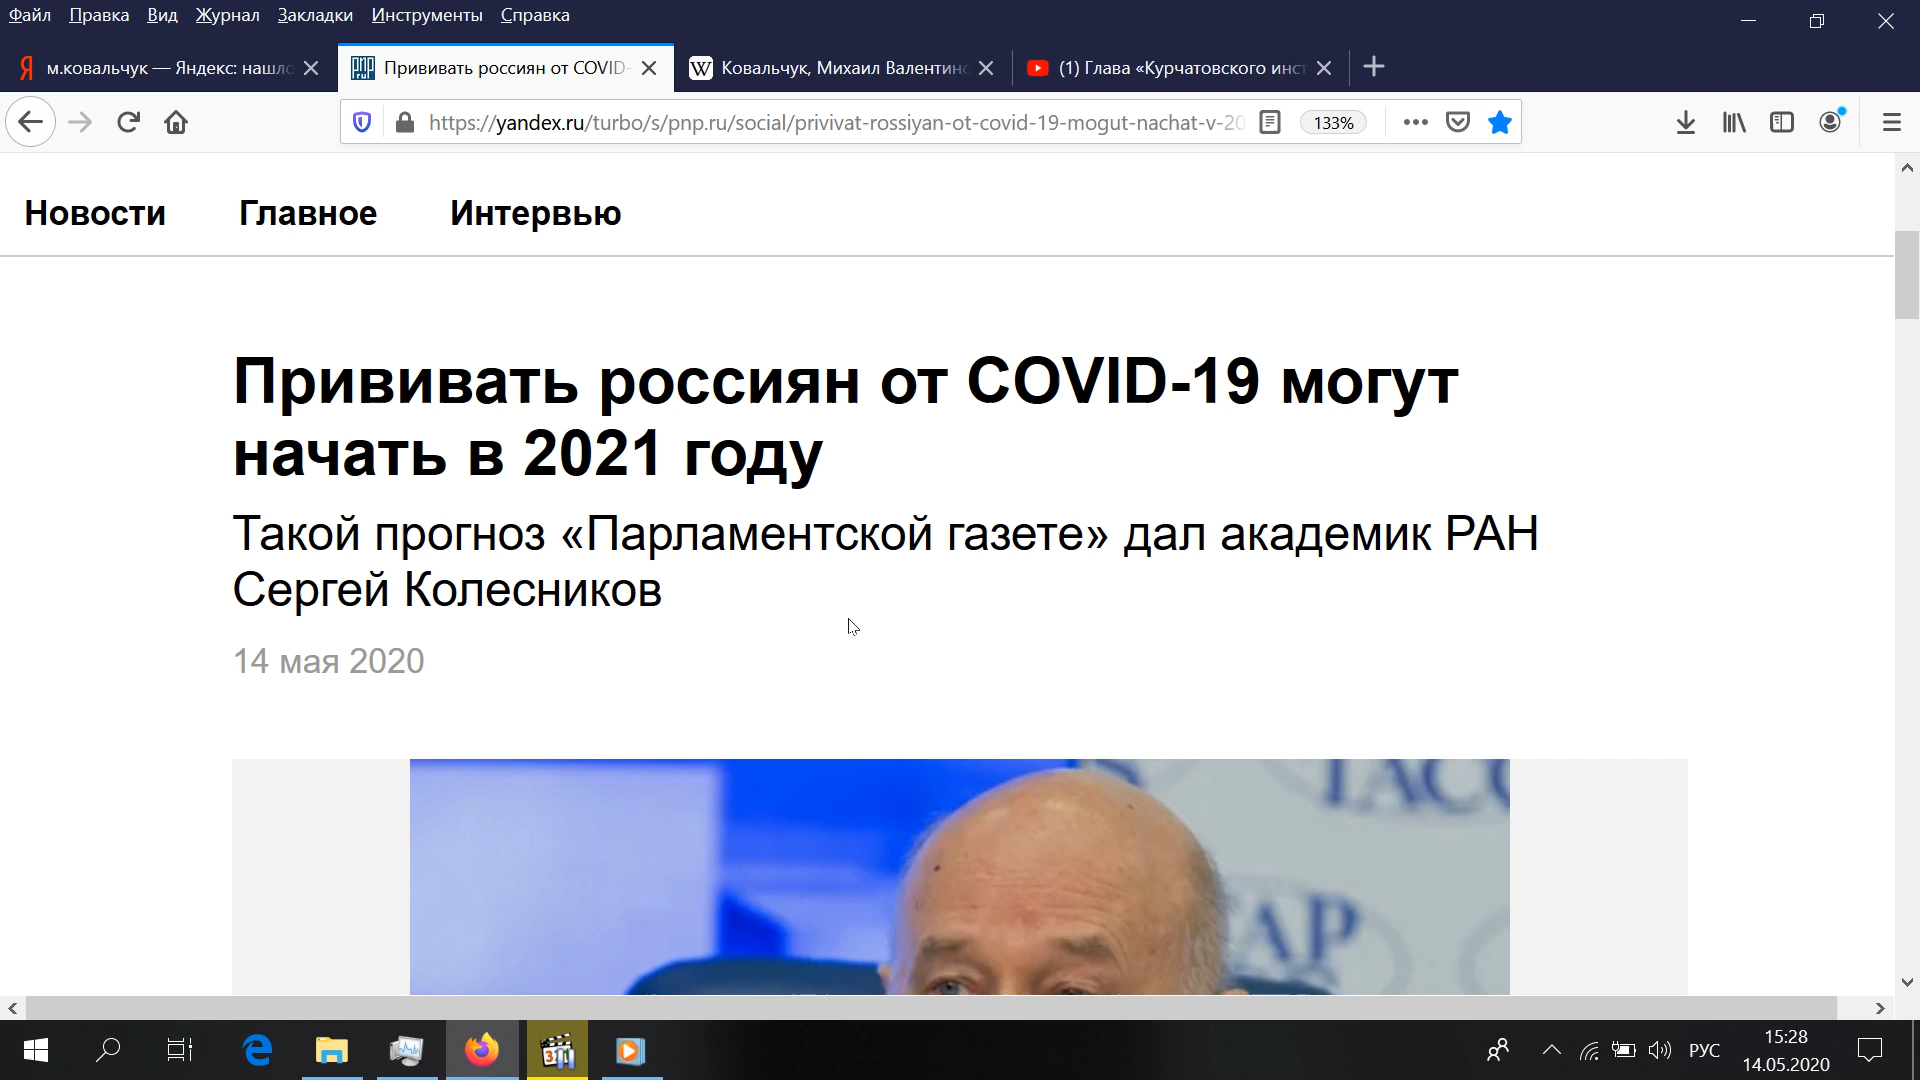 Файл Правка Вид Журнал Закладки Инструменты Справка
м.ковальчук — Яндекс: нашло
Прививать россиян от COVID-
Ковальчук, Михаил Валентинс
(1) Глава «Курчатовского инст
https://yandex.ru/turbo/s/pnp.ru/social/privivat-rossiyan-ot-covid-19-mogut-nachat-v-20
133%
Новости Главное Интервью
Прививать россиян от COVID-19 могут
начать в 2021 году
Такой прогноз «Парламентской газете» дал академик РАН
Сергей Колесников
14 мая 2020
ТАСС
ТАР
РУС
15:28
14.05.2020